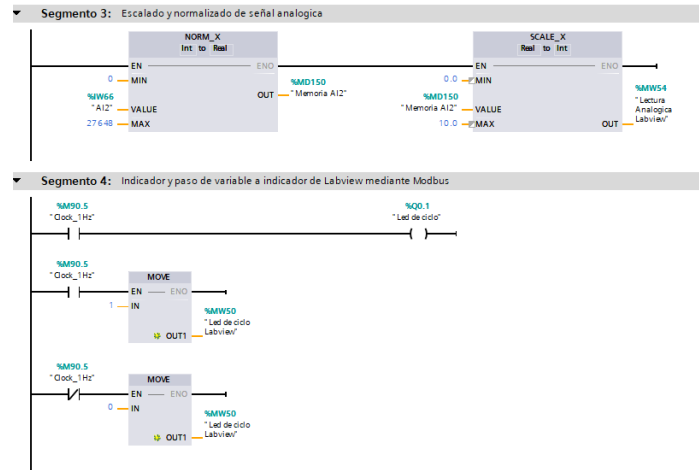 Segmento 3: Escalado y normalizado de señal analogica
NORM_X
Int to Real
EN ENO
0 MIN
%MD150
OUT "Memoria AI2"
%IW66
"AI2" VALUE
27648 MAX
SCALE_X
Real to Int
EN ENO
0.0 MIN
%MD150
"Memoria AI2" VALUE
10.0 MAX
%MW54
"Lectura
Analogica
Labview"
OUT
Segmento 4: Indicador y paso de variable a indicador de Labview mediante Modbus
%M90.5
"Clock_1Hz"
%Q0.1
"Led de ciclo"
%M90.5
"Clock_1Hz"
MOVE
EN ENO
1 IN
%MW50
"Led de ciclo
Labview"
OUT1
%M90.5
"Clock_1Hz"
MOVE
EN ENO
0 IN
%MW50
"Led de ciclo
Labview"
OUT1